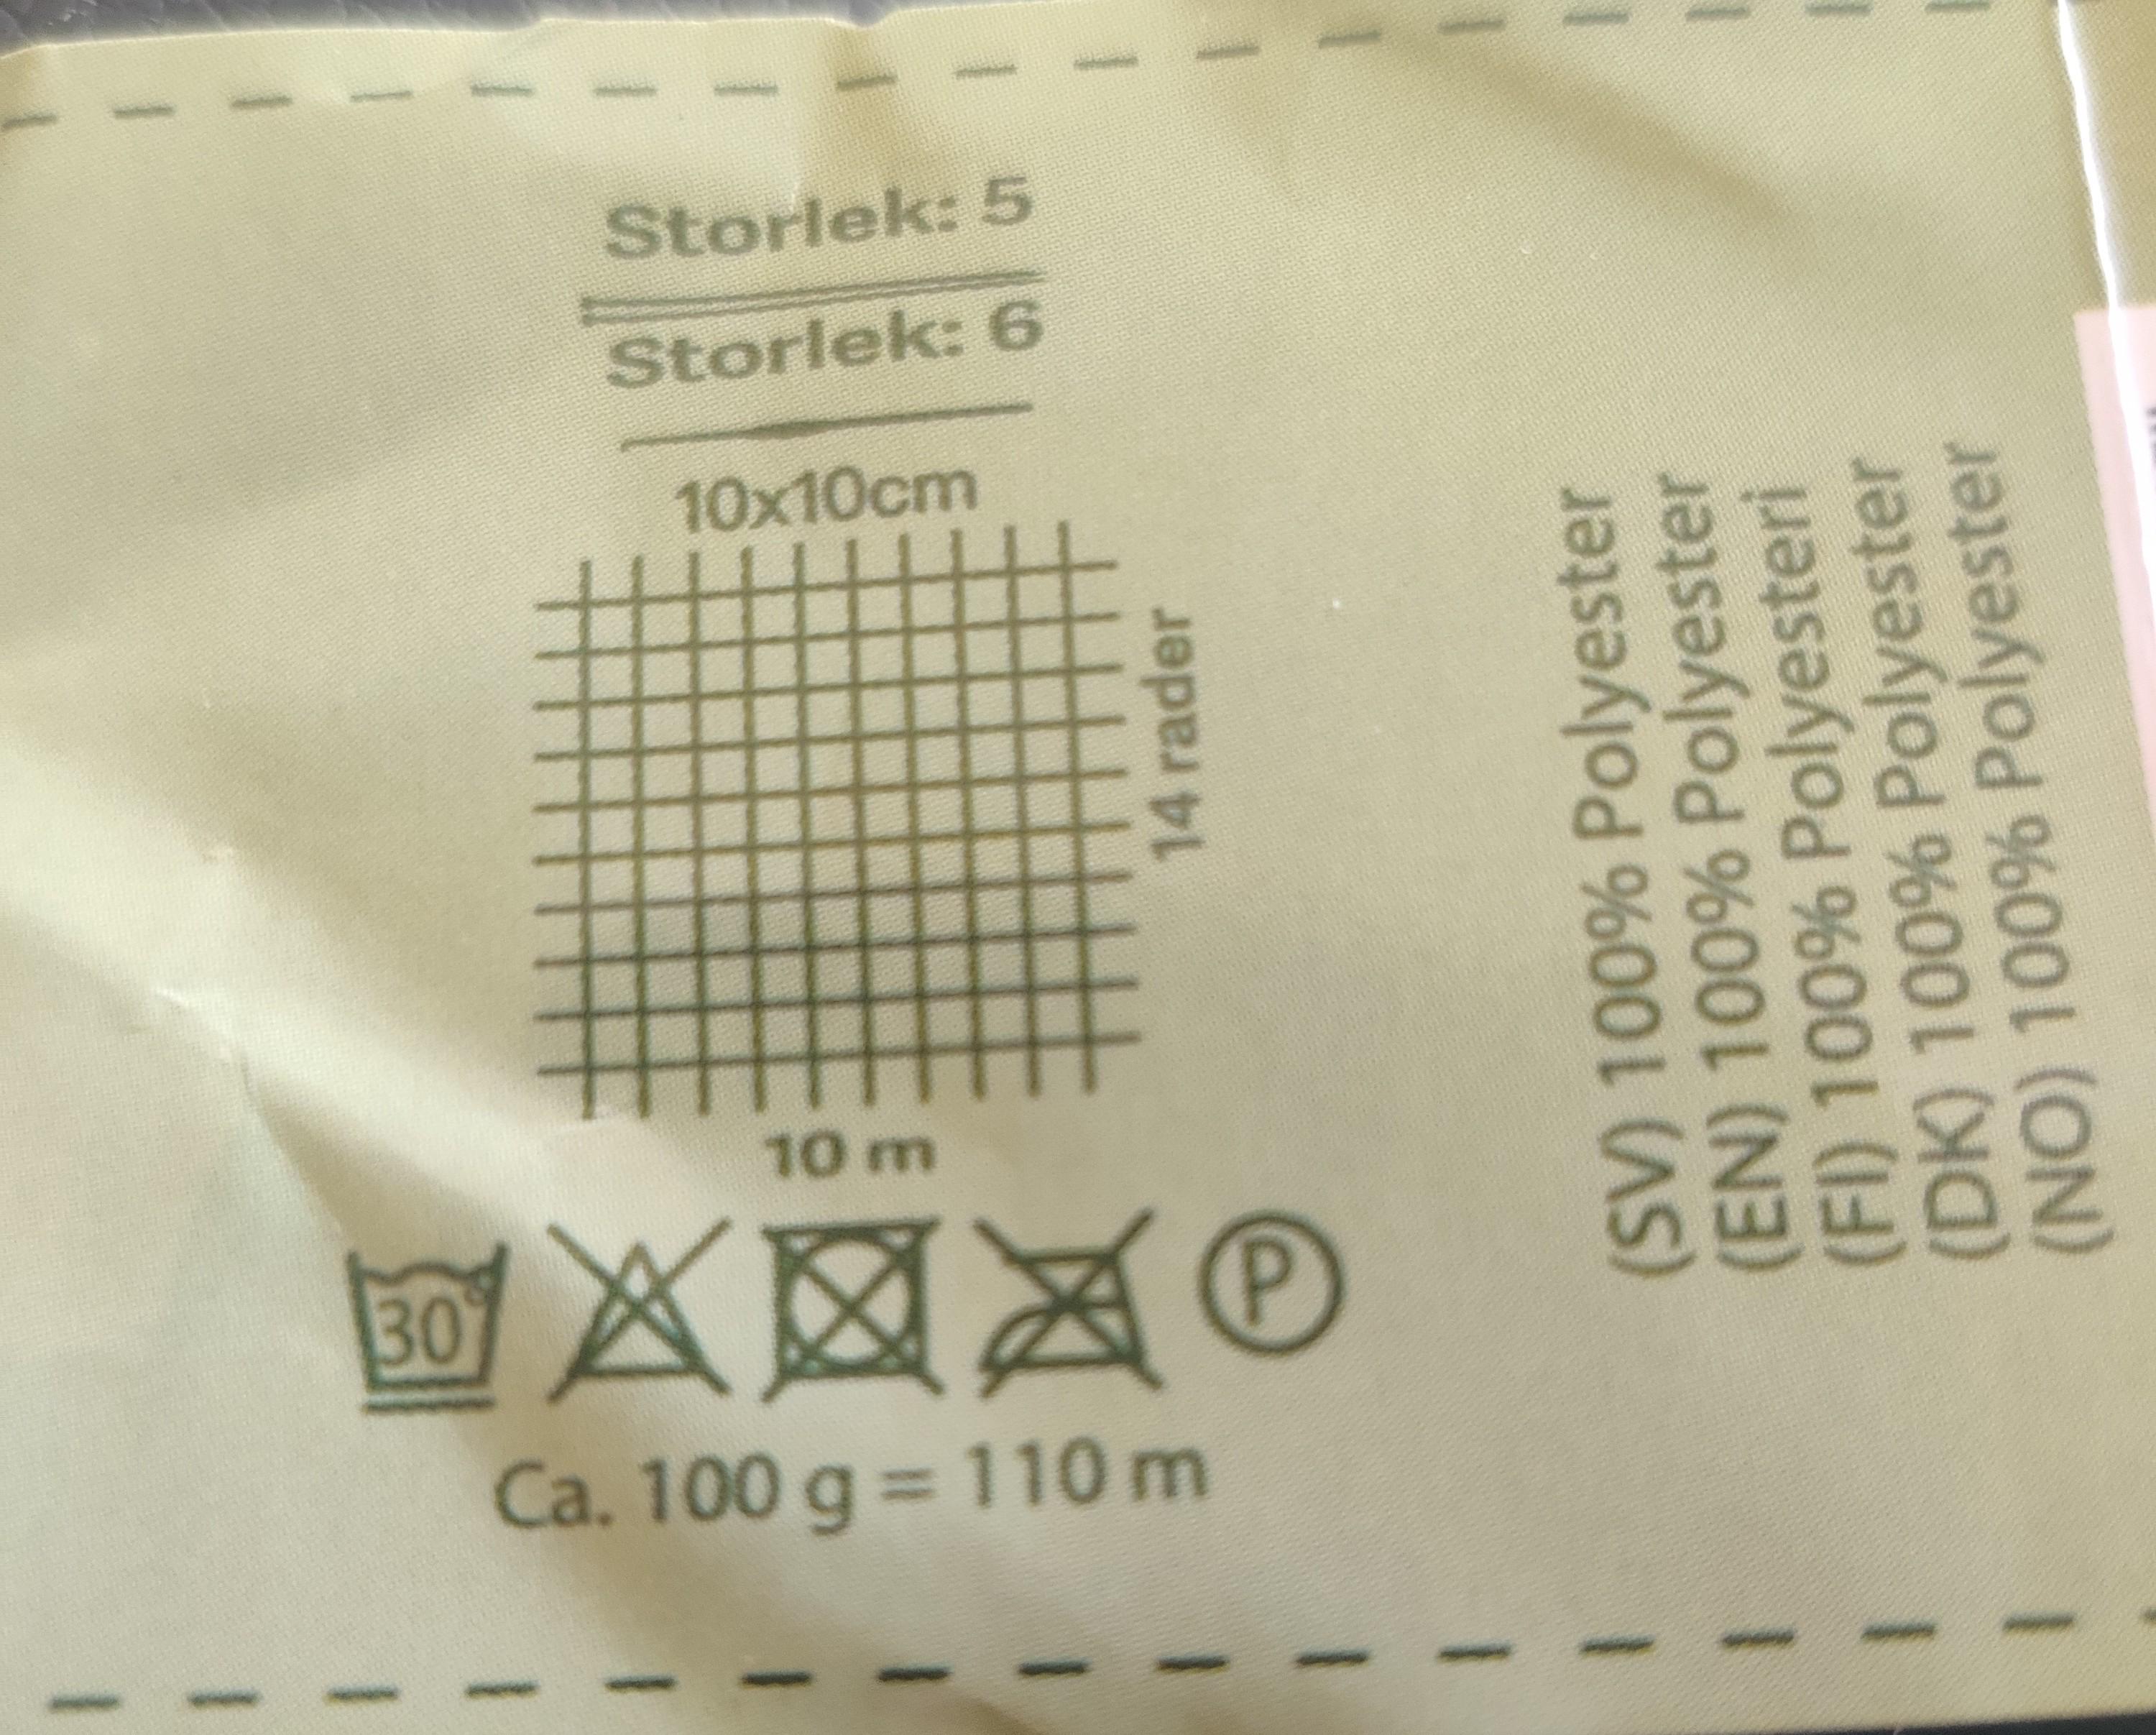 Storlek: 5
Storlek: 6
10x10cm
14 rader
10 m
30°
P
Ca. 100 g = 110 m
(SV) 100% Polyester
(EN) 100% Polyester
(FI) 100% Polyesteri
(DK) 100% Polyester
(NO) 100% Polyester